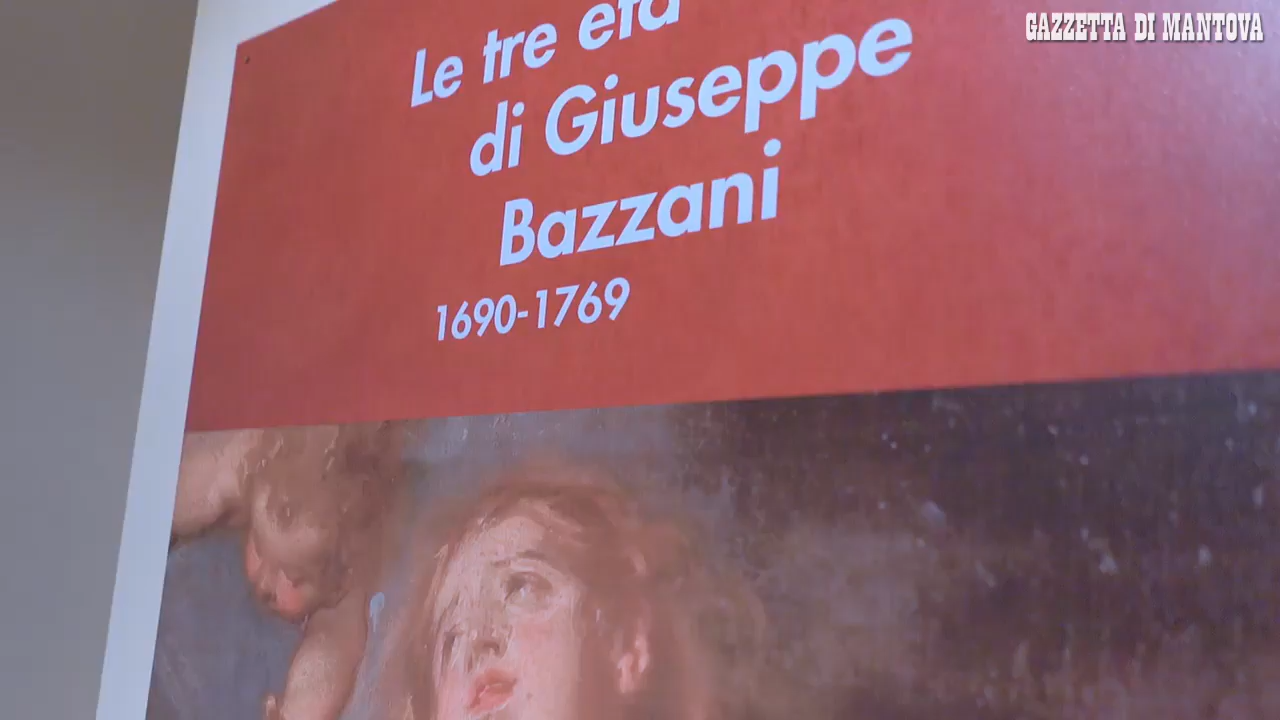 GAZZETTA DI MANTOVA
Le tre età
di Giuseppe
Bazzani
1690-1769